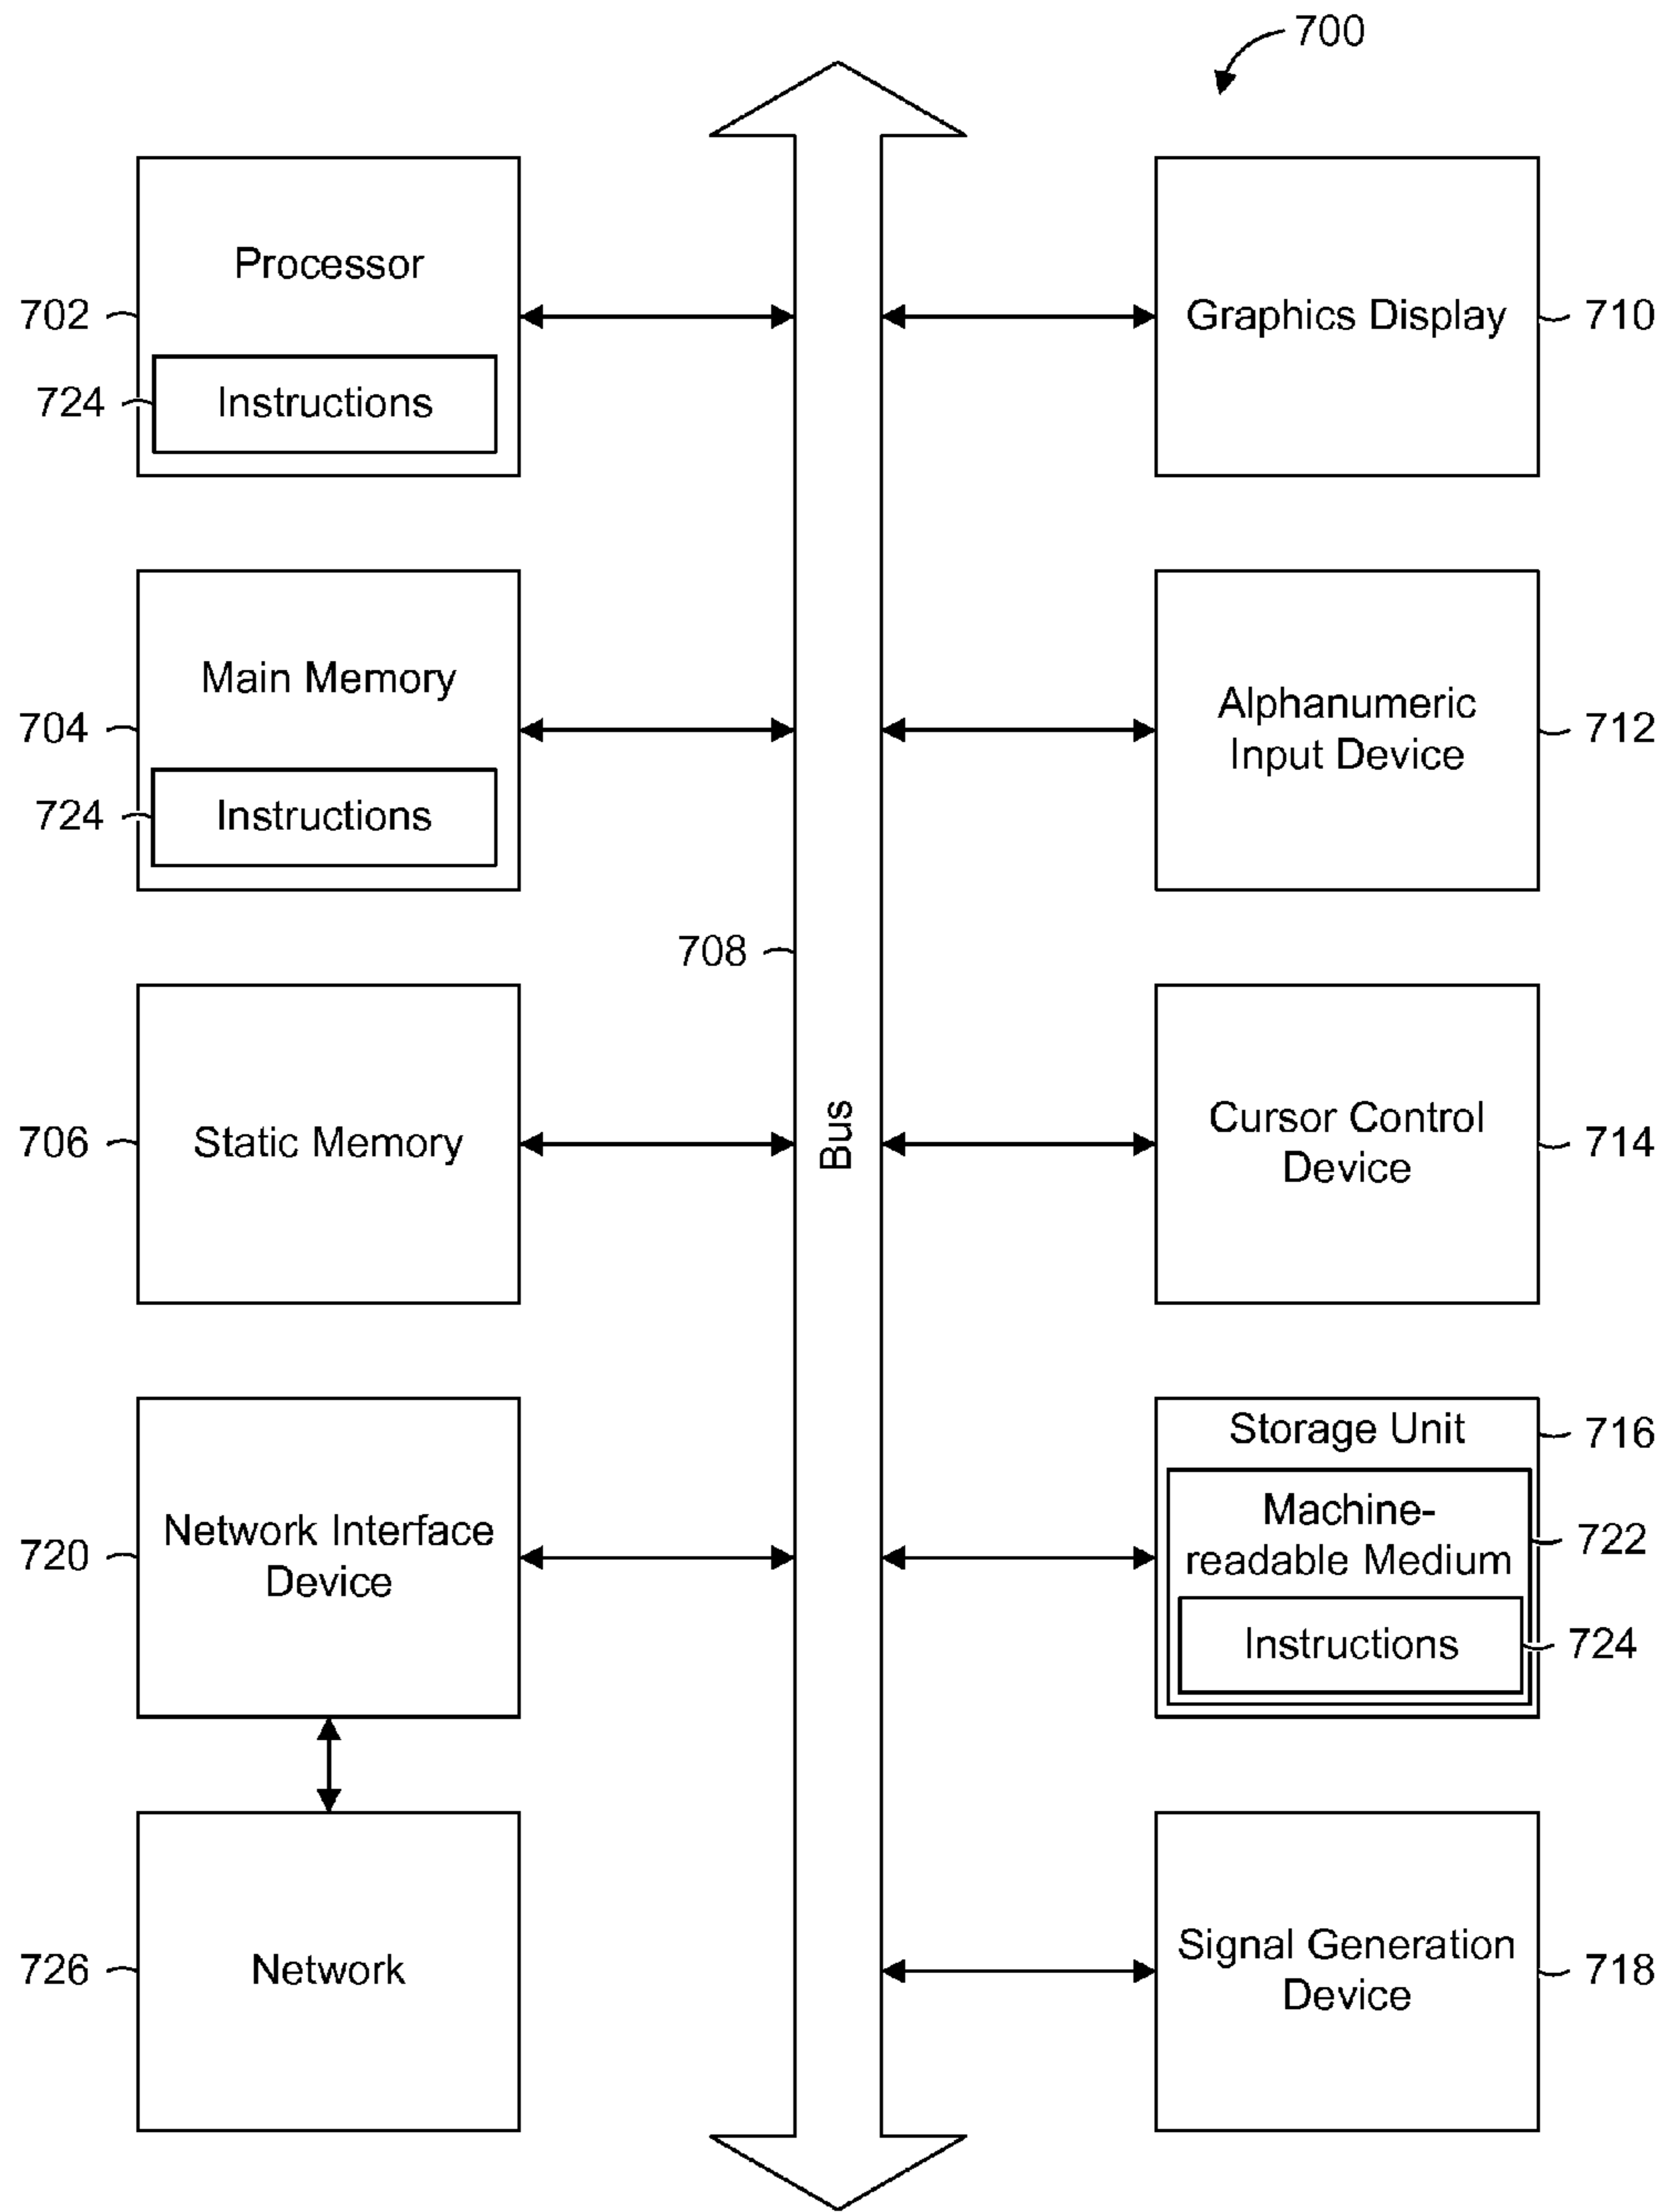 700
Processor
702
724
Instructions
Graphics Display
710
Main Memory
704
724
Instructions
Alphanumeric
Input Device
712
708
Bus
Static Memory
706
Cursor Control
Device
714
Network Interface
Device
720
Storage Unit
716
Machine-
readable Medium
722
Instructions
724
Network
726
Signal Generation
Device
718